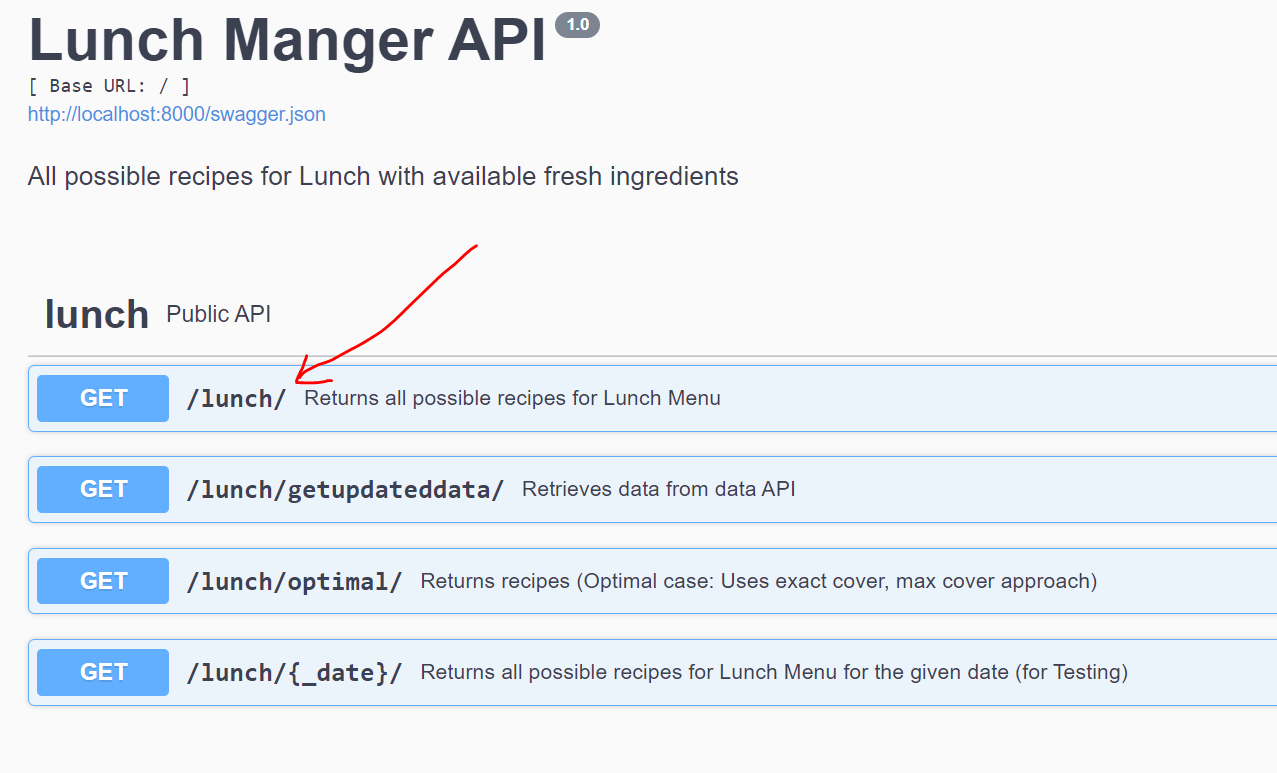 Lunch Manger API 1.0
[ Base URL: / ]
http://localhost:8000/swagger.json
All possible recipes for Lunch with available fresh ingredients
lunch Public API
GET /lunch/ Returns all possible recipes for Lunch Menu
GET /lunch/getupdateddata/ Retrieves data from data API
GET /lunch/optimal/ Returns recipes (Optimal case: Uses exact cover, max cover approach)
GET /lunch/{_date}/ Returns all possible recipes for Lunch Menu for the given date (for Testing)